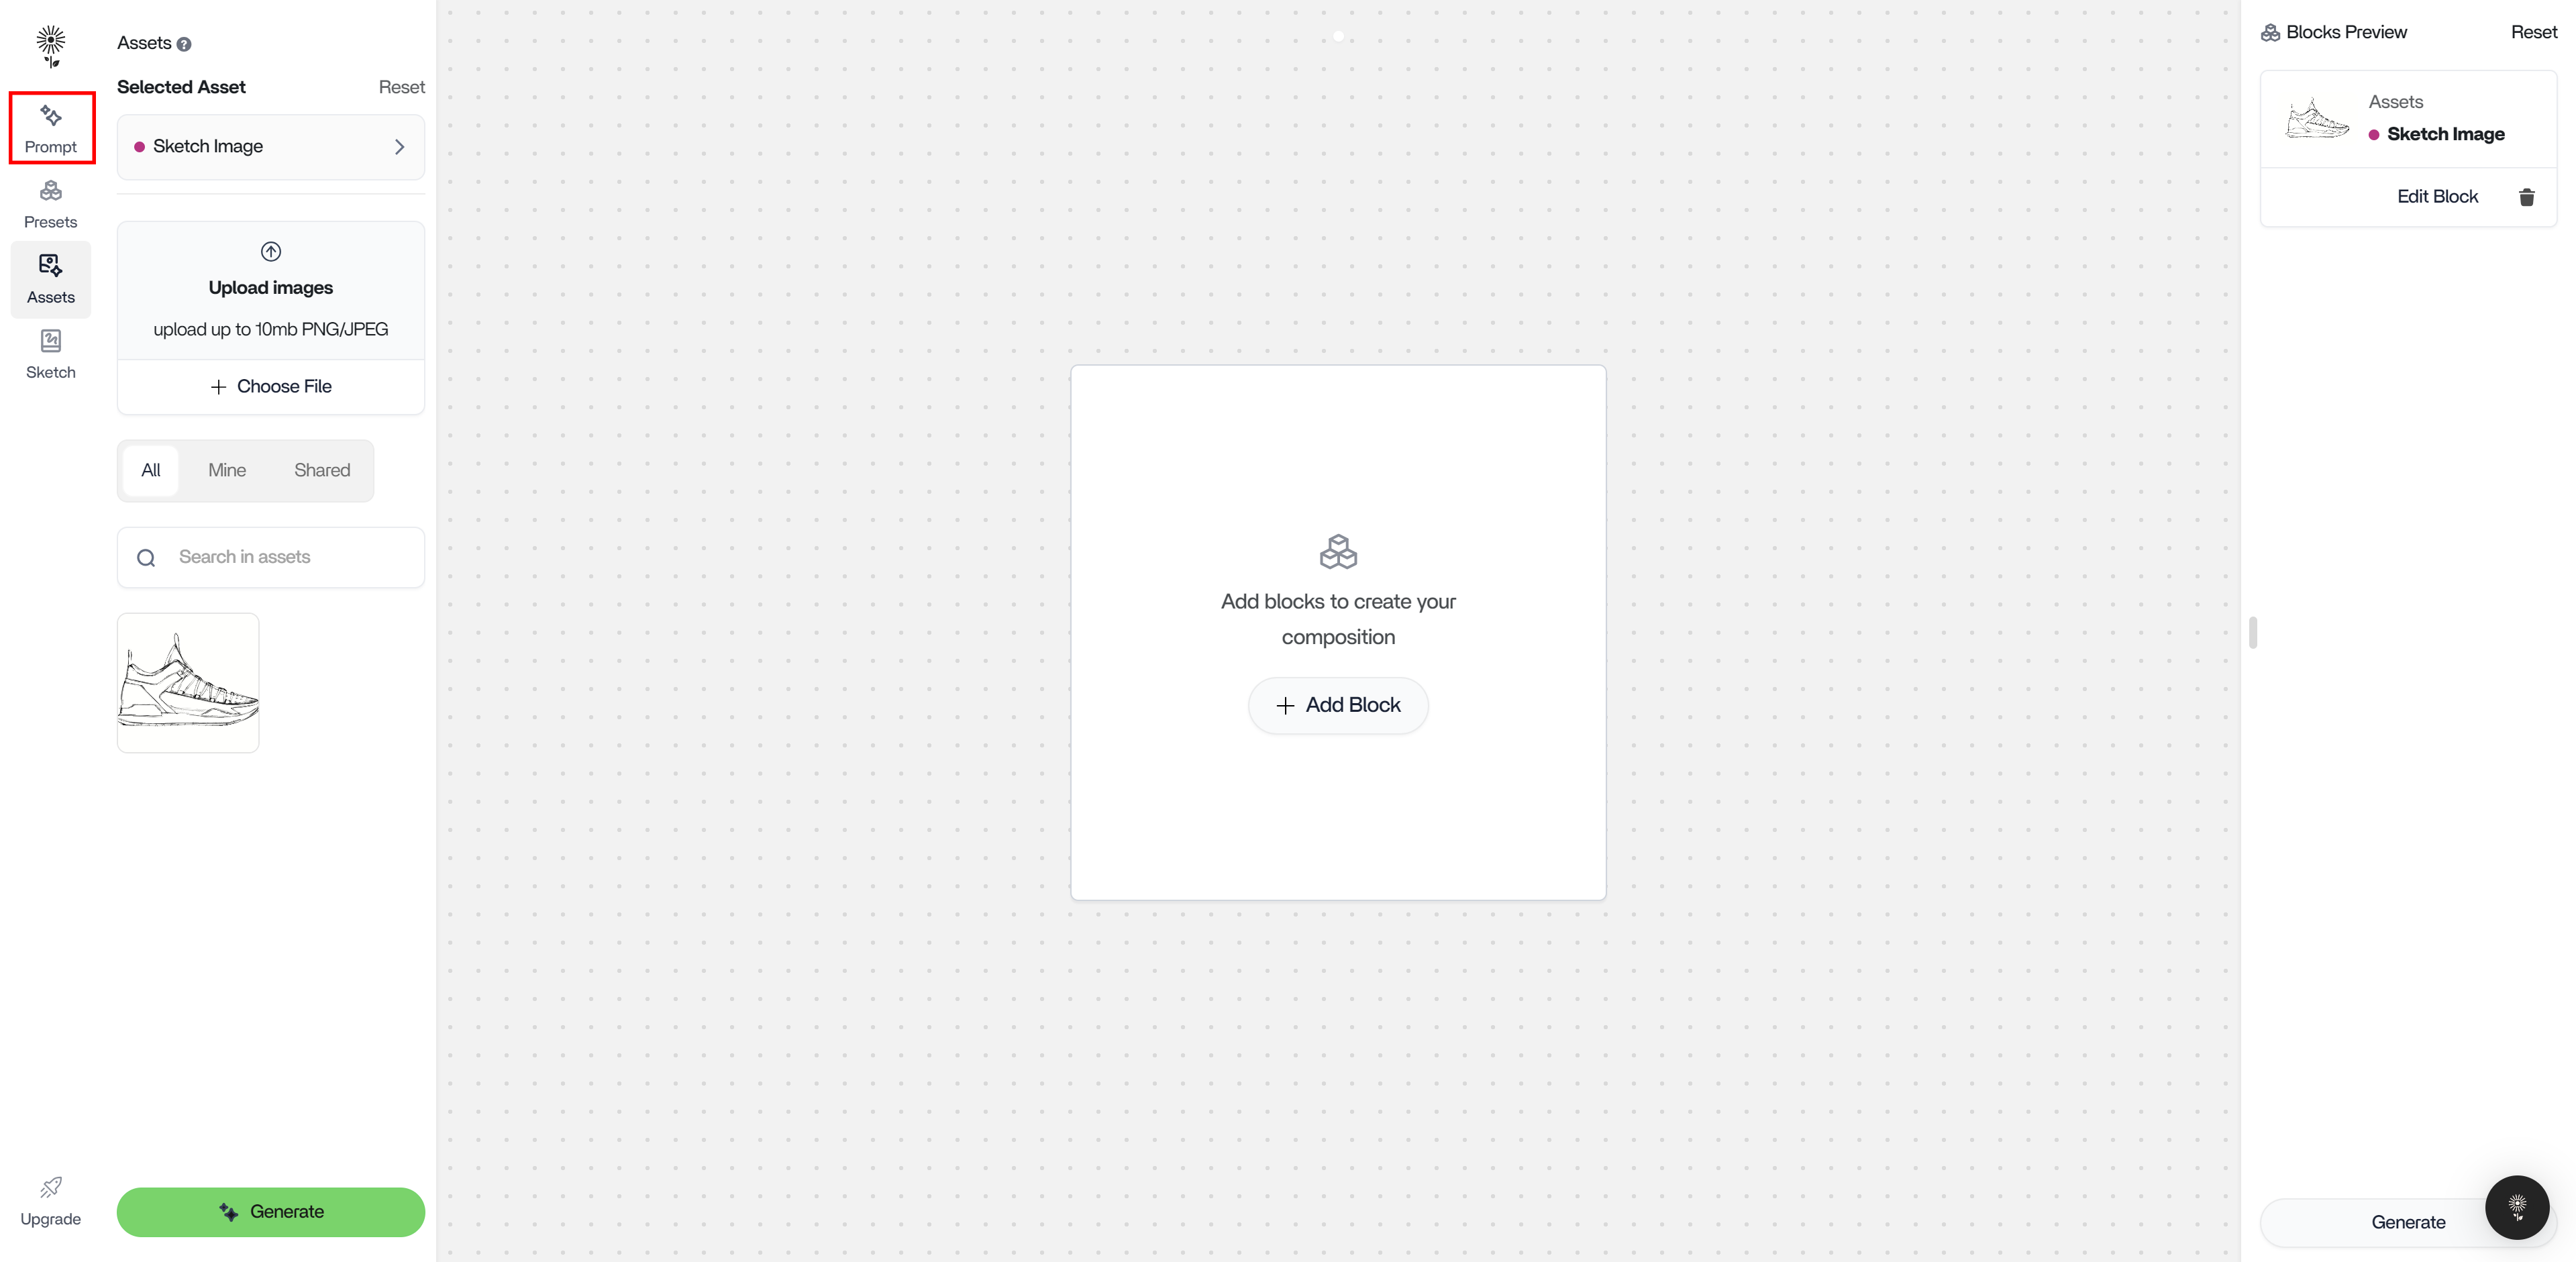 Prompt
Presets
Assets
Sketch
Upgrade
Assets ?
Selected Asset Reset
Sketch Image
Upload images
upload up to 10mb PNG/JPEG
+ Choose File
All Mine Shared
Search in assets
Generate
Add blocks to create your
composition
+ Add Block
Blocks Preview Reset
Assets
Sketch Image
Edit Block
Generate